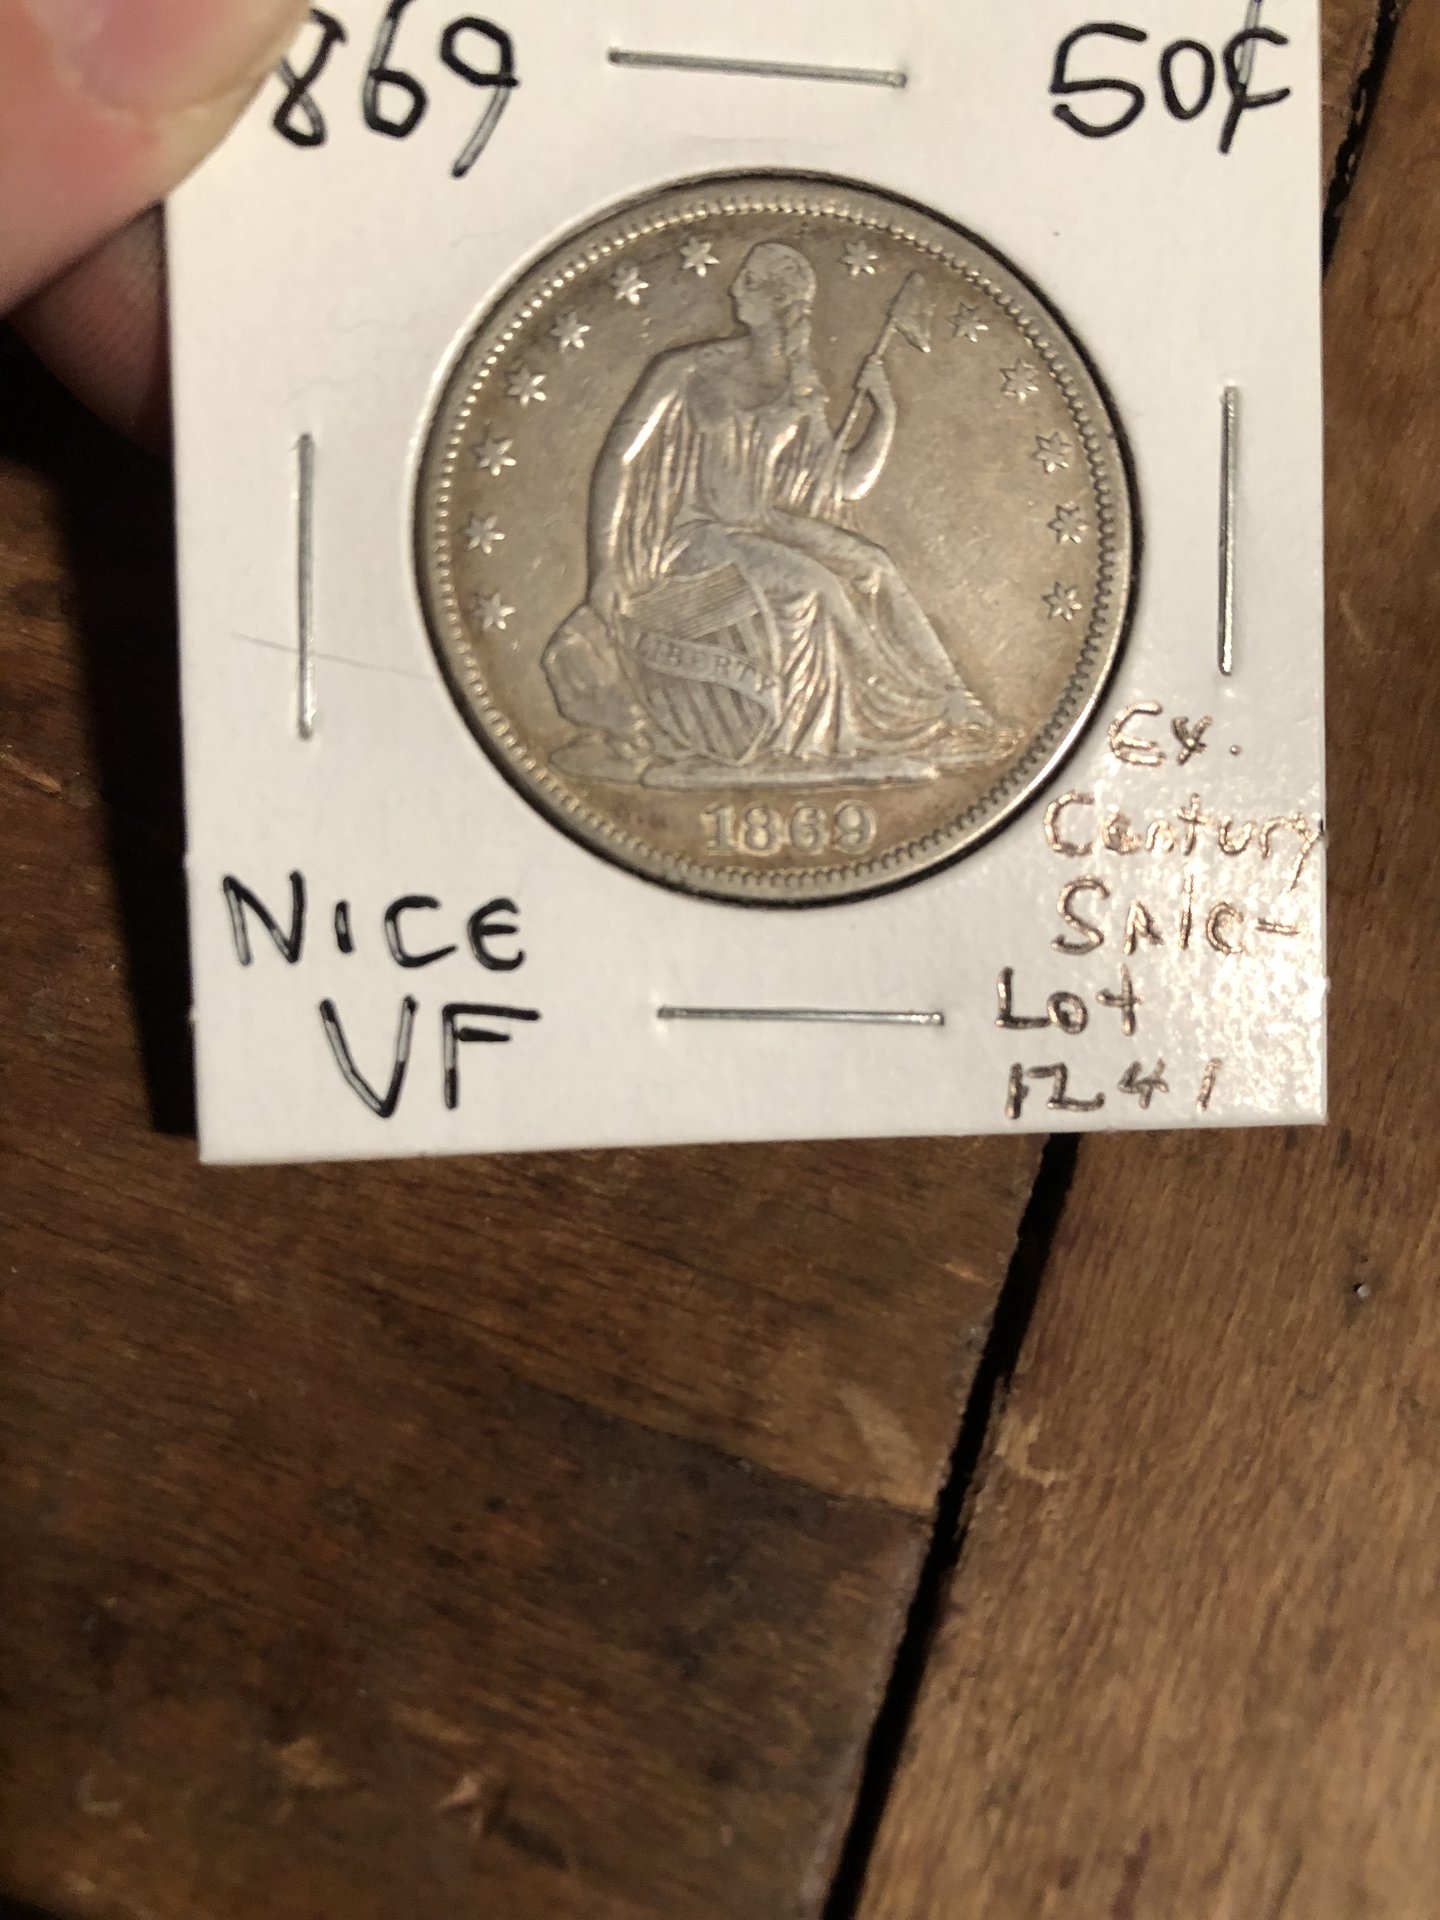 869 50¢
LIBERTY
1869
Ex.
Century
Sale-
Lot
1241
NICE
VF